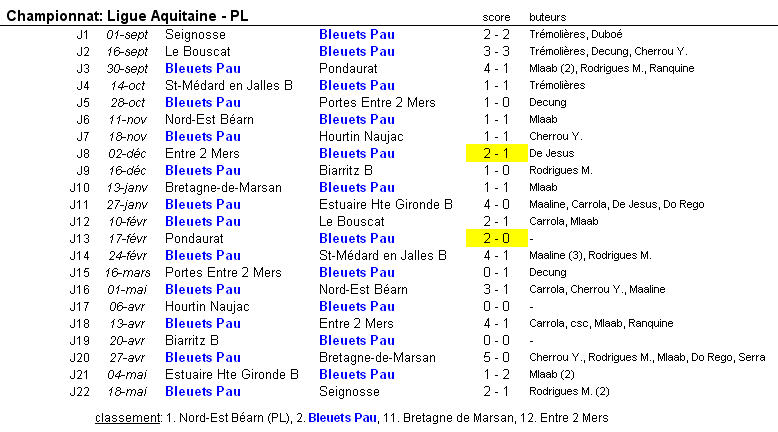 Championnat: Ligue Aquitaine - PL score buteurs
J1 01-sept Seignosse Bleuets Pau 2 - 2 Trémolières, Duboé
J2 16-sept Le Bouscat Bleuets Pau 3 - 3 Trémolières, Decung, Cherrou Y.
J3 30-sept Bleuets Pau Pondaurat 4 - 1 Mlaab (2), Rodrigues M., Ranquine
J4 14-oct St-Médard en Jalles B Bleuets Pau 1 - 1 Trémolières
J5 28-oct Bleuets Pau Portes Entre 2 Mers 1 - 0 Decung
J6 11-nov Nord-Est Béarn Bleuets Pau 1 - 1 Mlaab
J7 18-nov Bleuets Pau Hourtin Naujac 1 - 1 Cherrou Y.
J8 02-déc Entre 2 Mers Bleuets Pau 2 - 1 De Jesus
J9 16-déc Bleuets Pau Biarritz B 1 - 0 Rodrigues M.
J10 13-janv Bretagne-de-Marsan Bleuets Pau 1 - 1 Mlaab
J11 27-janv Bleuets Pau Estuaire Hte Gironde B 4 - 0 Maaline, Carrola, De Jesus, Do Rego
J12 10-févr Bleuets Pau Le Bouscat 2 - 1 Carrola, Mlaab
J13 17-févr Pondaurat Bleuets Pau 2 - 0 -
J14 24-févr Bleuets Pau St-Médard en Jalles B 4 - 1 Maaline (3), Rodrigues M.
J15 16-mars Portes Entre 2 Mers Bleuets Pau 0 - 1 Decung
J16 01-mai Bleuets Pau Nord-Est Béarn 3 - 1 Carrola, Cherrou Y., Maaline
J17 06-avr Hourtin Naujac Bleuets Pau 0 - 0 -
J18 13-avr Bleuets Pau Entre 2 Mers 4 - 1 Carrola, csc, Mlaab, Ranquine
J19 20-avr Biarritz B Bleuets Pau 0 - 0 -
J20 27-avr Bleuets Pau Bretagne-de-Marsan 5 - 0 Cherrou Y., Rodrigues M., Mlaab, Do Rego, Serra
J21 04-mai Estuaire Hte Gironde B Bleuets Pau 1 - 2 Mlaab (2)
J22 18-mai Bleuets Pau Seignosse 2 - 1 Rodrigues M. (2)
classement: 1. Nord-Est Béarn (PL), 2. Bleuets Pau, 11. Bretagne de Marsan, 12. Entre 2 Mers